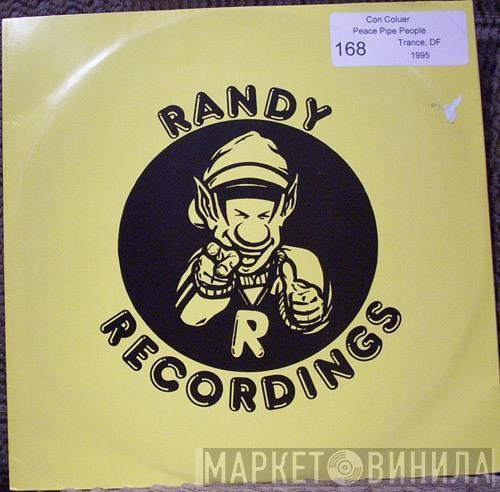 Con Coluer
Peace Pipe People
168 Trance, DF
1995
RANDY
R
RECORDINGS
МАРКЕТ ВИНИЛА